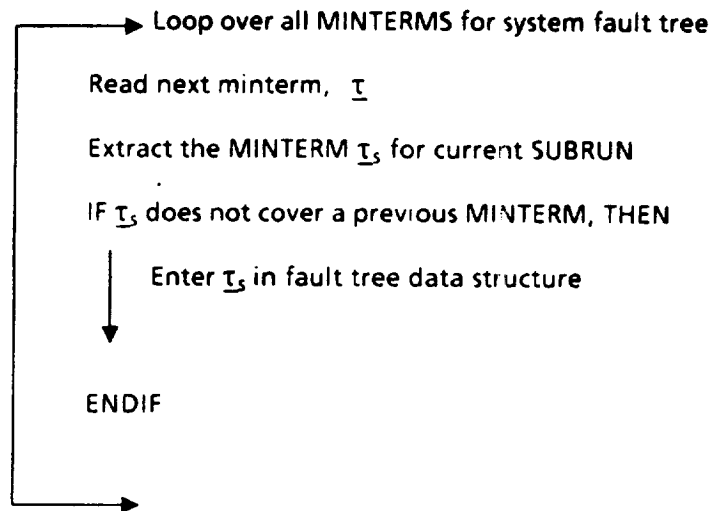 Loop over all MINTERMS for system fault tree
Read next minterm, τ
Extract the MINTERM τs for current SUBRUN
IF τs does not cover a previous MINTERM, THEN
Enter τs in fault tree data structure
ENDIF